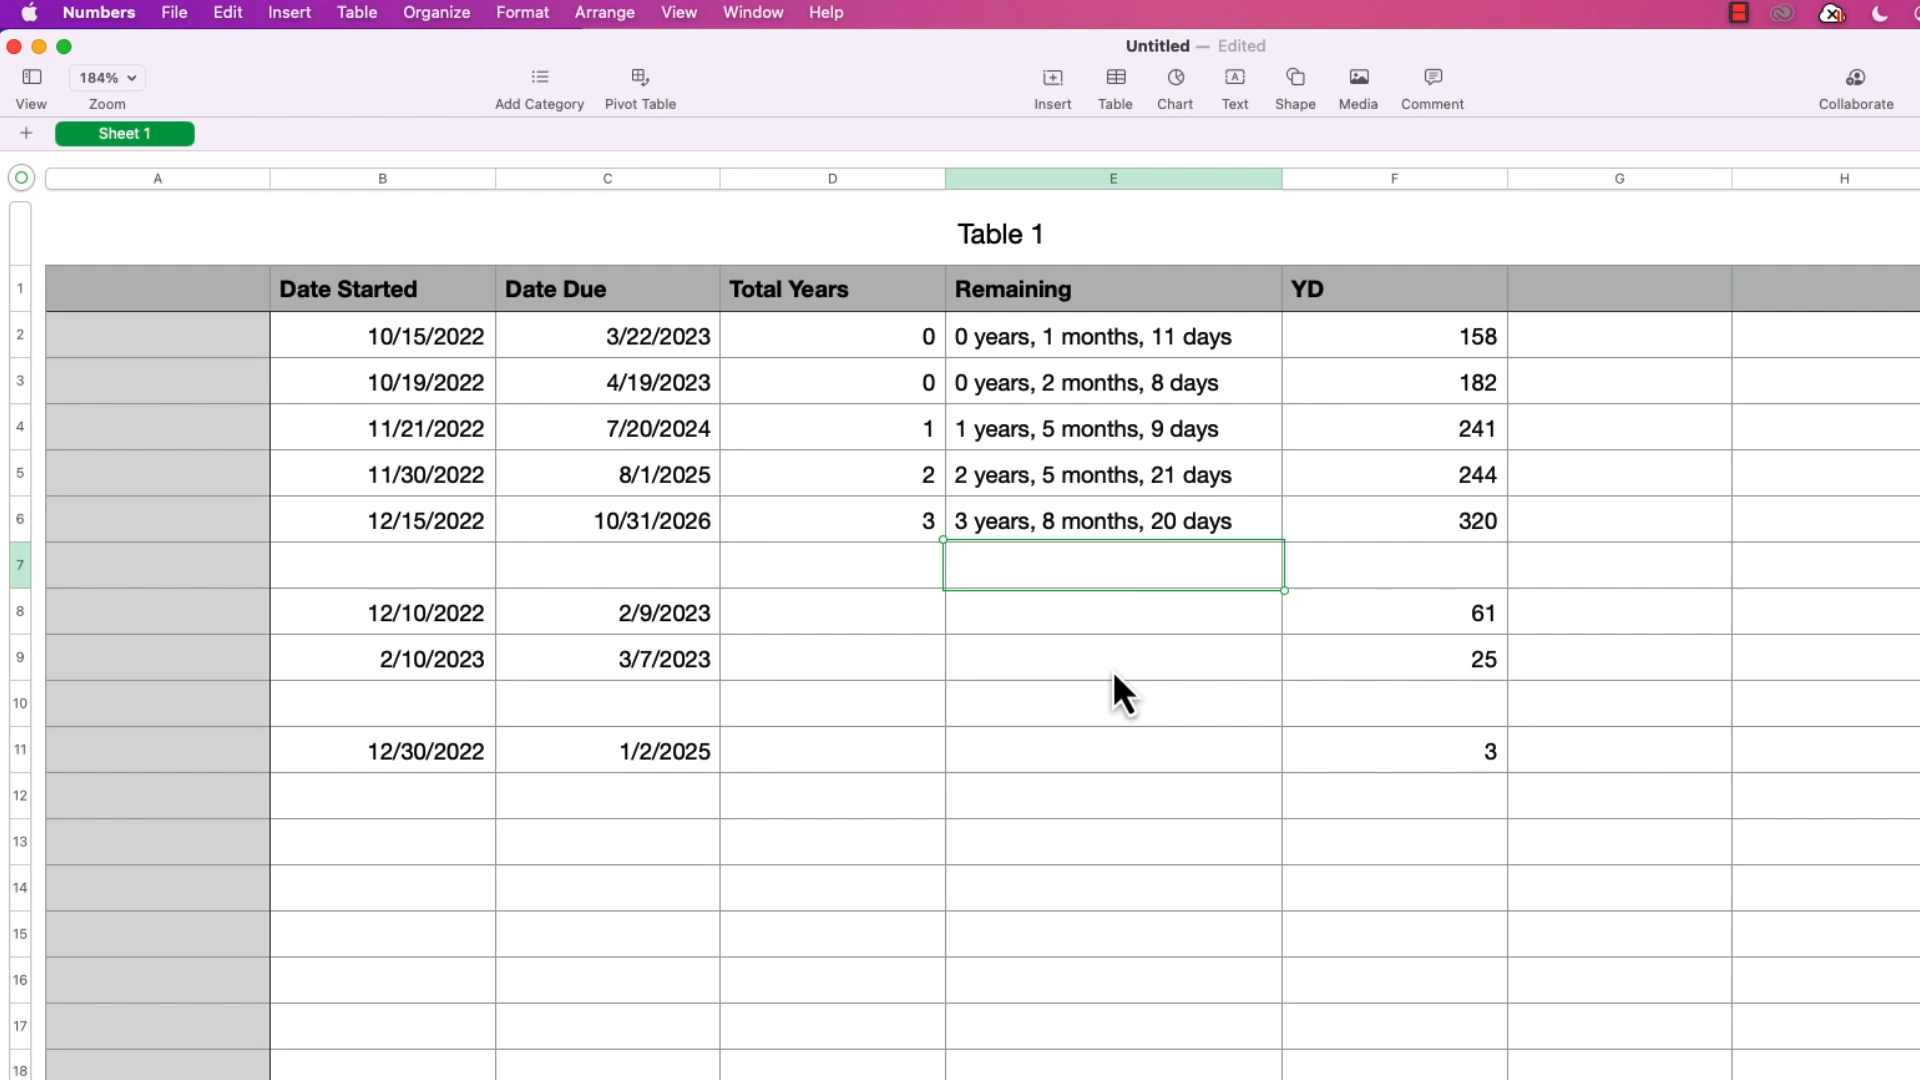 Numbers File Edit Insert Table Organize Format Arrange View Window Help
Untitled — Edited
184%
View Zoom Add Category Pivot Table Insert Table Chart Text Shape Media Comment Collaborate
+ Sheet 1
A B C D E F G H
Table 1
1 Date Started Date Due Total Years Remaining YD
2 10/15/2022 3/22/2023 0 0 years, 1 months, 11 days 158
3 10/19/2022 4/19/2023 0 0 years, 2 months, 8 days 182
4 11/21/2022 7/20/2024 1 1 years, 5 months, 9 days 241
5 11/30/2022 8/1/2025 2 2 years, 5 months, 21 days 244
6 12/15/2022 10/31/2026 3 3 years, 8 months, 20 days 320
7
8 12/10/2022 2/9/2023 61
9 2/10/2023 3/7/2023 25
10
11 12/30/2022 1/2/2025 3
12
13
14
15
16
17
18